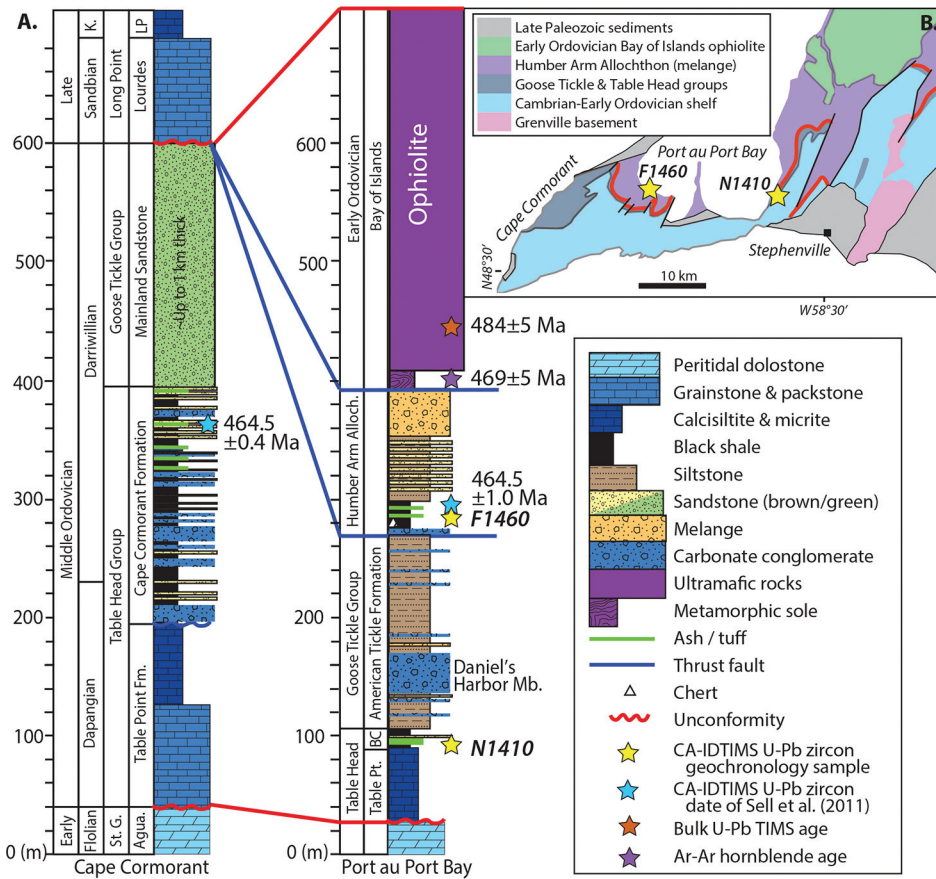 A.
Late
Sandbian
K.
Long Point
Lourdes
LP
600
500
400
300
200
100
0 (m)
Middle Ordovician
Darriwillian
Goose Tickle Group
Mainland Sandstone
~Up to 1 km thick
Table Head Group
Cape Cormorant Formation
464.5
±0.4 Ma
Dapangian
Table Point Fm.
Early
Flolian
St. G.
Agua.
Cape Cormorant
600
500
400
300
200
100
0 (m)
Early Ordovician
Bay of Islands
Ophiolite
484±5 Ma
469±5 Ma
Humber Arm Alloch.
464.5
±1.0 Ma
F1460
Goose Tickle Group
American Tickle Formation
Daniel's
Harbor Mb.
Table Head
Table Pt.
BC
N1410
Port au Port Bay
B.
Late Paleozoic sediments
Early Ordovician Bay of Islands ophiolite
Humber Arm Allochthon (melange)
Goose Tickle & Table Head groups
Cambrian-Early Ordovician shelf
Grenville basement
Port au Port Bay
F1460
N1410
Cape Cormorant
Stephenville
N48°30'
10 km
W58°30'
Peritidal dolostone
Grainstone & packstone
Calcisiltite & micrite
Black shale
Siltstone
Sandstone (brown/green)
Melange
Carbonate conglomerate
Ultramafic rocks
Metamorphic sole
Ash / tuff
Thrust fault
Chert
Unconformity
CA-IDTIMS U-Pb zircon
geochronology sample
CA-IDTIMS U-Pb zircon
date of Sell et al. (2011)
Bulk U-Pb TIMS age
Ar-Ar hornblende age